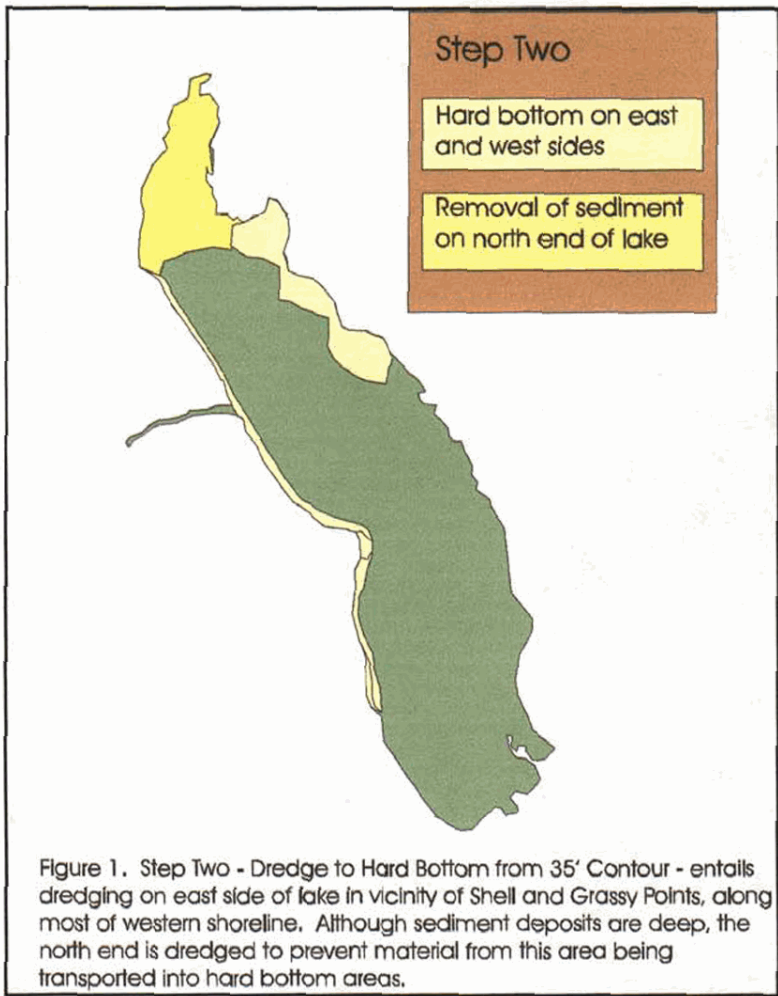 Step Two
Hard bottom on east
and west sides
Removal of sediment
on north end of lake
Figure 1. Step Two - Dredge to Hard Bottom from 35' Contour - entails
dredging on east side of lake in vicinity of Shell and Grassy Points, along
most of western shoreline. Although sediment deposits are deep, the
north end is dredged to prevent material from this area being
transported into hard bottom areas.